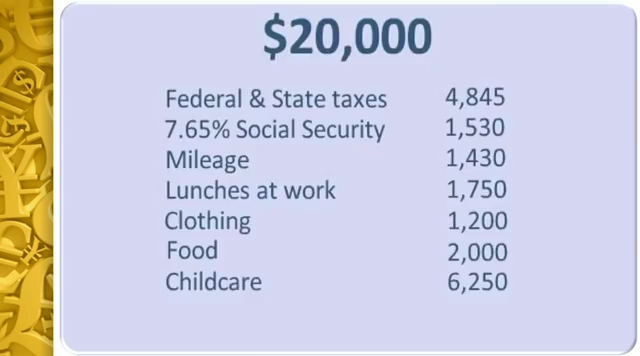 $20,000
Federal & State taxes 4,845
7.65% Social Security 1,530
Mileage 1,430
Lunches at work 1,750
Clothing 1,200
Food 2,000
Childcare 6,250